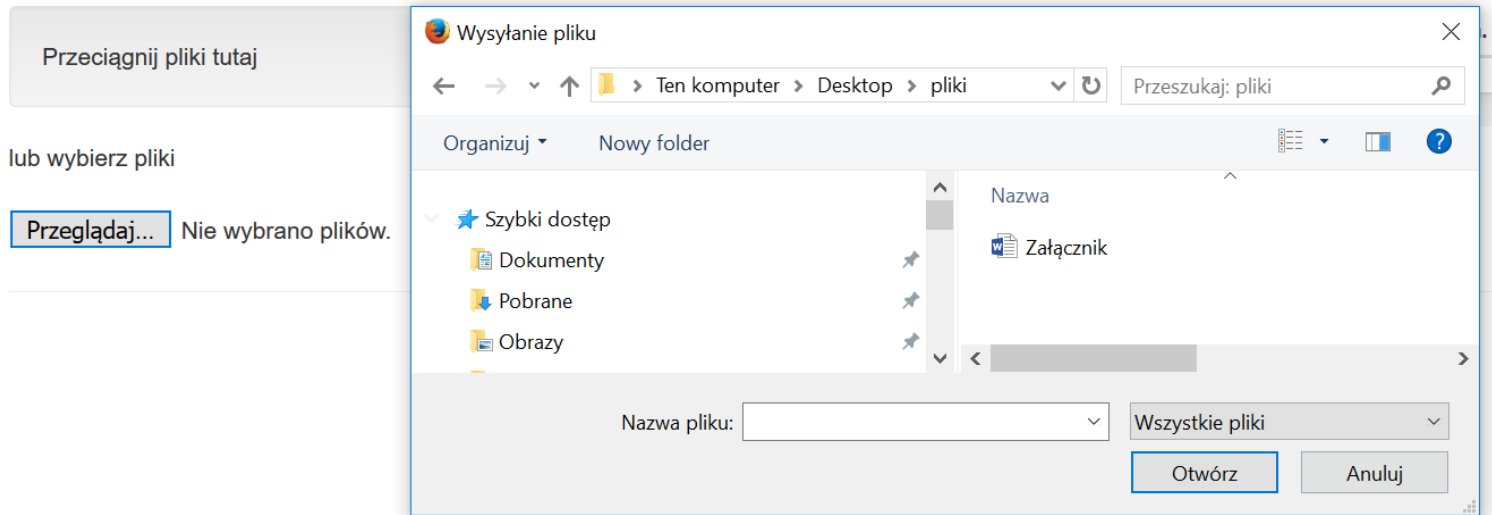 Przeciągnij pliki tutaj
lub wybierz pliki
Przeglądaj... Nie wybrano plików.
Wysyłanie pliku
Ten komputer > Desktop > pliki
Przeszukaj: pliki
Organizuj
Nowy folder
?
Szybki dostęp
Dokumenty
Pobrane
Obrazy
Nazwa
Załącznik
Nazwa pliku:
Wszystkie pliki
Otwórz
Anuluj